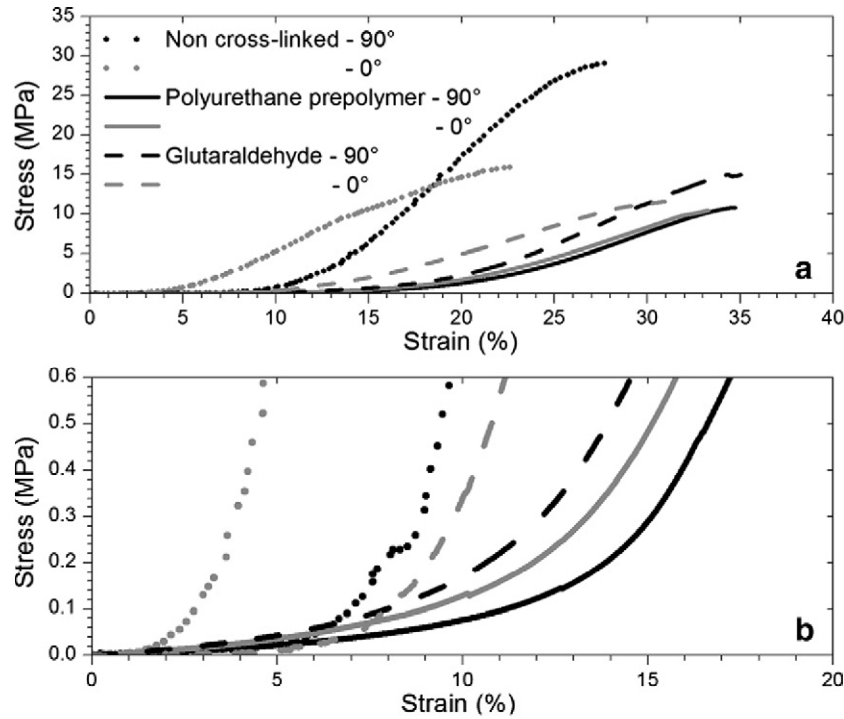 35
30
25
20
15
10
5
0
Stress (MPa)
Non cross-linked - 90°
- 0°
Polyurethane prepolymer - 90°
- 0°
Glutaraldehyde - 90°
- 0°
a
0 5 10 15 20 25 30 35 40
Strain (%)
0.6
0.5
0.4
0.3
0.2
0.1
0.0
Stress (MPa)
b
0 5 10 15 20
Strain (%)